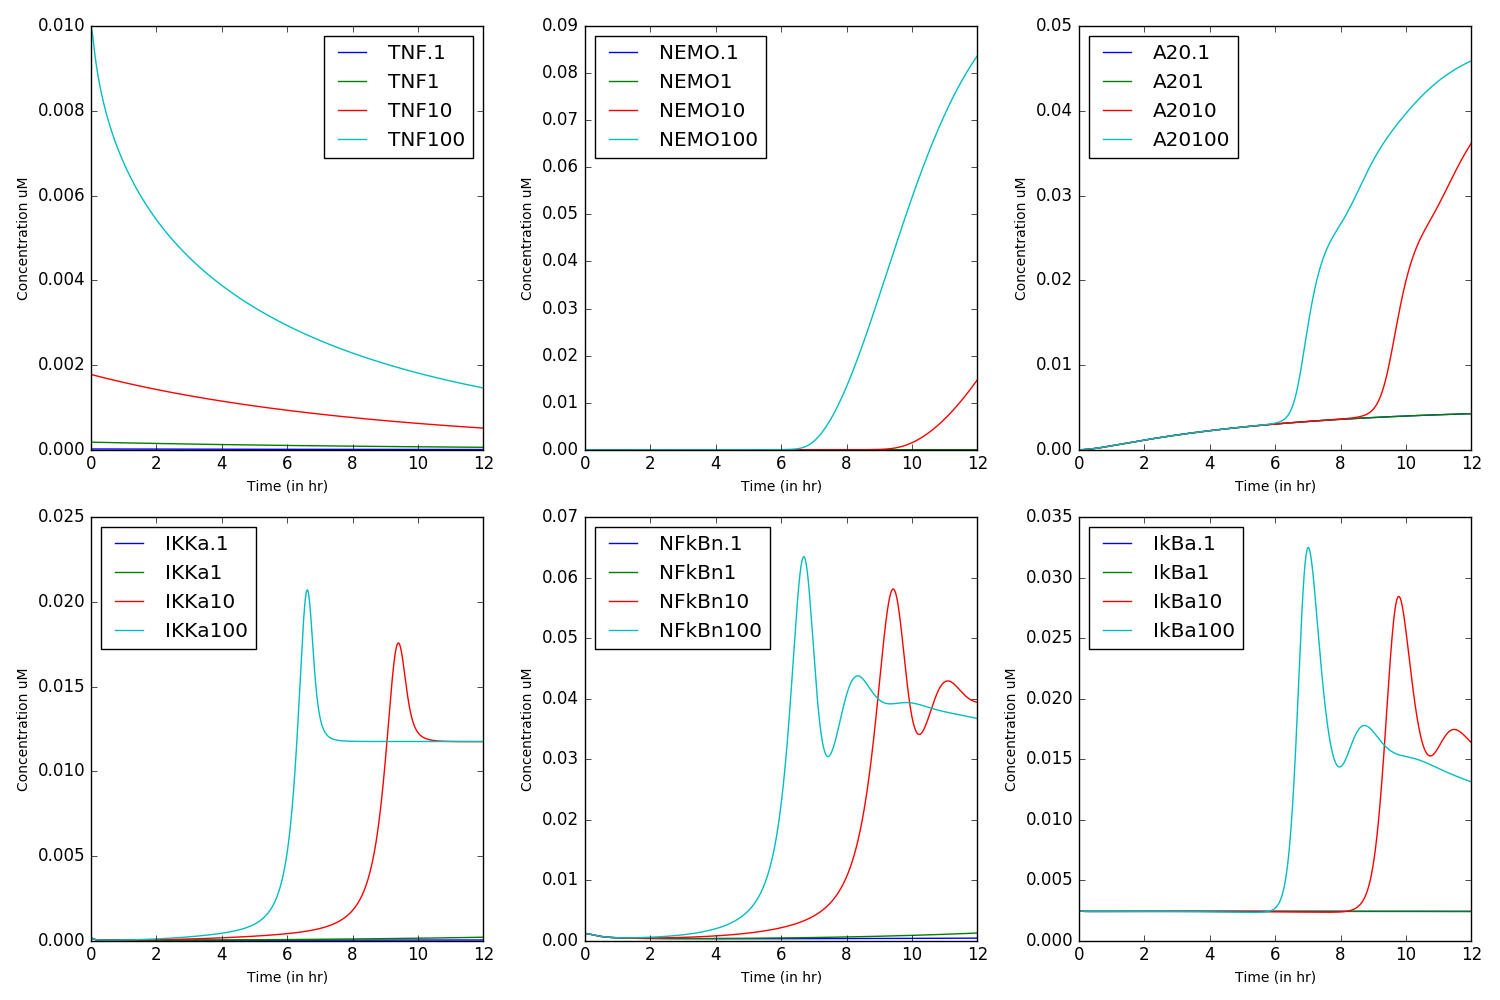 0.010
0.008
0.006
0.004
0.002
0.000
Concentration uM
TNF.1
TNF1
TNF10
TNF100
0 2 4 6 8 10 12
Time (in hr)
0.09
0.08
0.07
0.06
0.05
0.04
0.03
0.02
0.01
0.00
Concentration uM
NEMO.1
NEMO1
NEMO10
NEMO100
0 2 4 6 8 10 12
Time (in hr)
0.05
0.04
0.03
0.02
0.01
0.00
Concentration uM
A20.1
A201
A2010
A20100
0 2 4 6 8 10 12
Time (in hr)
0.025
0.020
0.015
0.010
0.005
0.000
Concentration uM
IKKa.1
IKKa1
IKKa10
IKKa100
0 2 4 6 8 10 12
Time (in hr)
0.07
0.06
0.05
0.04
0.03
0.02
0.01
0.00
Concentration uM
NFkBn.1
NFkBn1
NFkBn10
NFkBn100
0 2 4 6 8 10 12
Time (in hr)
0.035
0.030
0.025
0.020
0.015
0.010
0.005
0.000
Concentration uM
IkBa.1
IkBa1
IkBa10
IkBa100
0 2 4 6 8 10 12
Time (in hr)